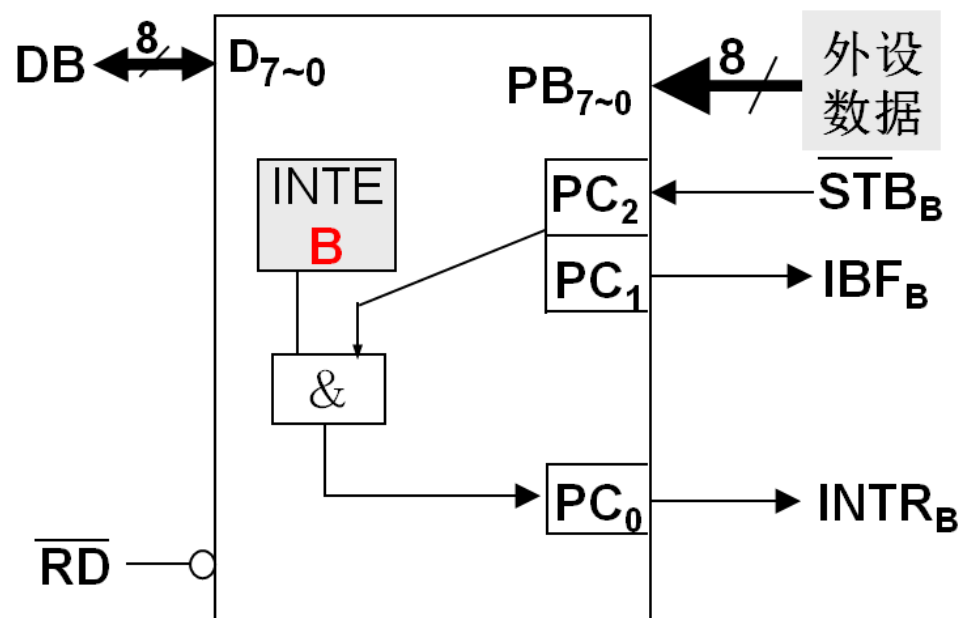 DB
8
D7~0
PB7~0
8
外设
数据
INTE
B
PC2
STBB
PC1
IBFB
&
PC0
INTRB
RD